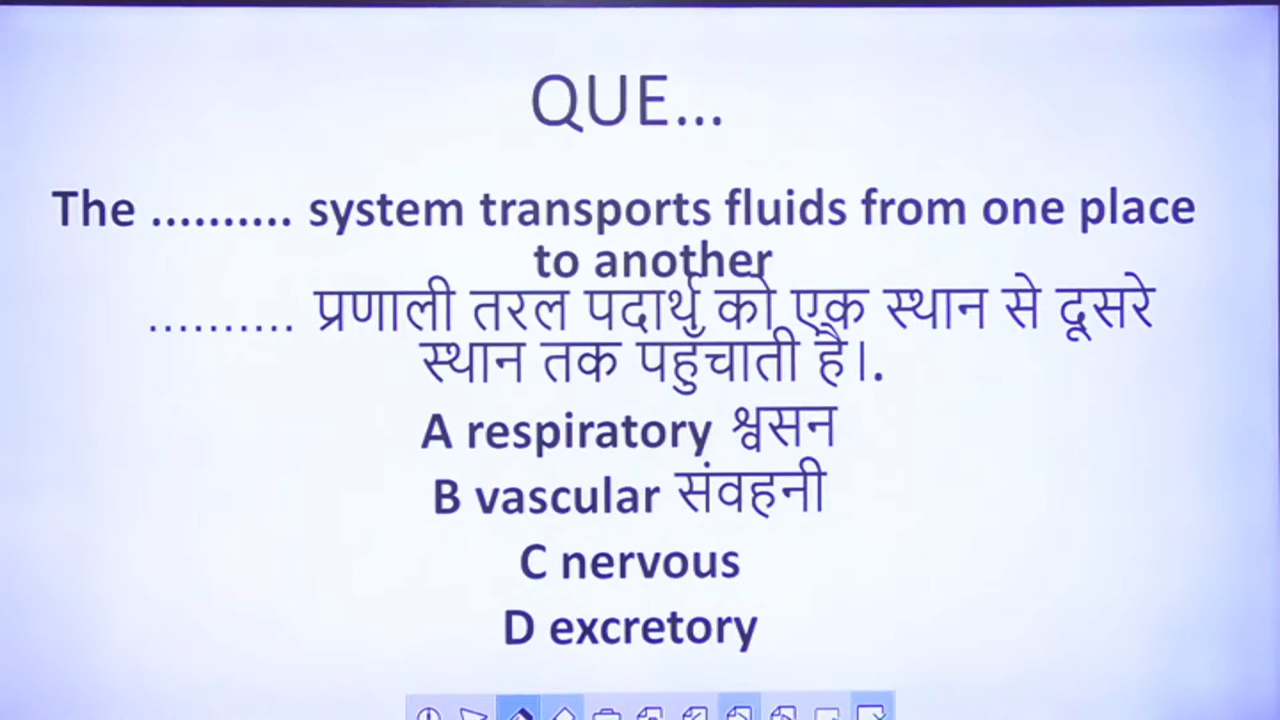 QUE...
The .......... system transports fluids from one place
to another
.......... प्रणाली तरल पदार्थ को एक स्थान से दूसरे
स्थान तक पहुँचाती है।.
A respiratory श्वसन
B vascular संवहनी
C nervous
D excretory